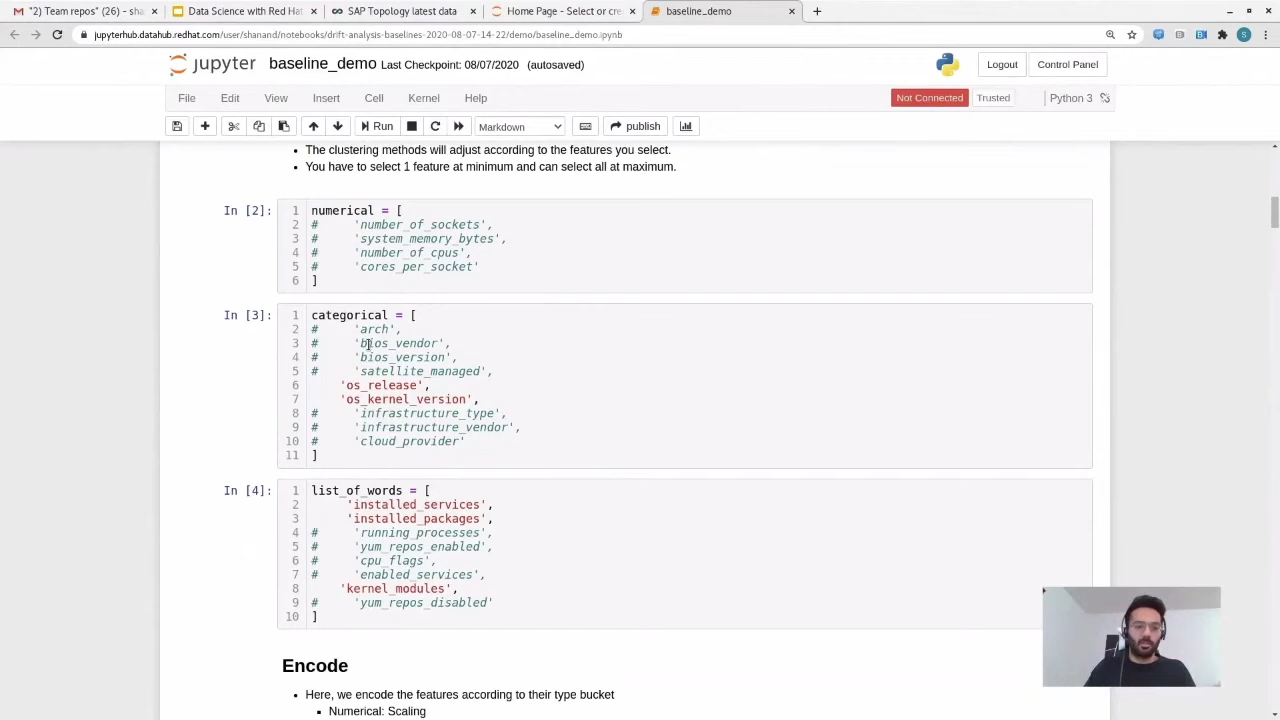 "2) Team repos" (26) - sha
Data Science with Red Hat
SAP Topology latest data
Home Page - Select or cre
baseline_demo
jupyterhub.datahub.redhat.com/user/shanand/notebooks/drift-analysis-baselines-2020-08-07-14-22/demo/baseline_demo.ipynb
jupyter baseline_demo Last Checkpoint: 08/07/2020 (autosaved)
Logout Control Panel
File Edit View Insert Cell Kernel Help
Not Connected Trusted Python 3
Run Markdown publish
• The clustering methods will adjust according to the features you select.
• You have to select 1 feature at minimum and can select all at maximum.
In [2]:
1 numerical = [
2 # 'number_of_sockets',
3 # 'system_memory_bytes',
4 # 'number_of_cpus',
5 # 'cores_per_socket'
6 ]
In [3]:
1 categorical = [
2 # 'arch',
3 # 'bios_vendor',
4 # 'bios_version',
5 # 'satellite_managed',
6 'os_release',
7 'os_kernel_version',
8 # 'infrastructure_type',
9 # 'infrastructure_vendor',
10 # 'cloud_provider'
11 ]
In [4]:
1 list_of_words = [
2 'installed_services',
3 'installed_packages',
4 # 'running_processes',
5 # 'yum_repos_enabled',
6 # 'cpu_flags',
7 # 'enabled_services',
8 'kernel_modules',
9 # 'yum_repos_disabled'
10 ]
Encode
• Here, we encode the features according to their type bucket
▪ Numerical: Scaling